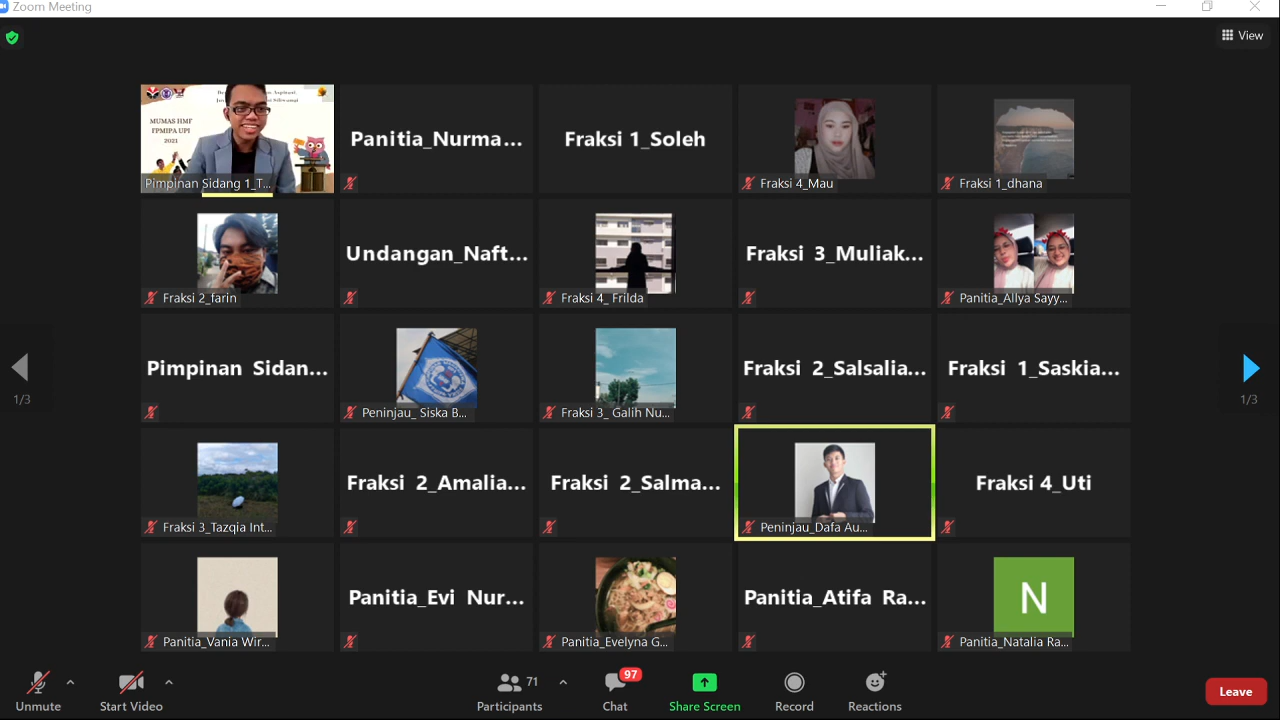 Zoom Meeting
View
MUMAS HMF
FPMIPA UPI
2021
Pimpinan Sidang 1_T...
Panitia_Nurma...
Fraksi 1_Soleh
Fraksi 4_Mau
Fraksi 1_dhana
Fraksi 2_farin
Undangan_Naft...
Fraksi 4_ Frilda
Fraksi 3_Muliak...
Panitia_Allya Sayy...
Pimpinan Sidan...
Peninjau_ Siska B...
Fraksi 3_ Galih Nu...
Fraksi 2_Salsalia...
Fraksi 1_Saskia...
1/3
1/3
Fraksi 3_Tazqia Int...
Fraksi 2_Amalia...
Fraksi 2_Salma...
Peninjau_Dafa Au...
Fraksi 4_Uti
Panitia_Vania Wir...
Panitia_Evi Nur...
Panitia_Evelyna G...
Panitia_Atifa Ra...
N
Panitia_Natalia Ra...
Unmute
Start Video
71
Participants
97
Chat
Share Screen
Record
Reactions
Leave